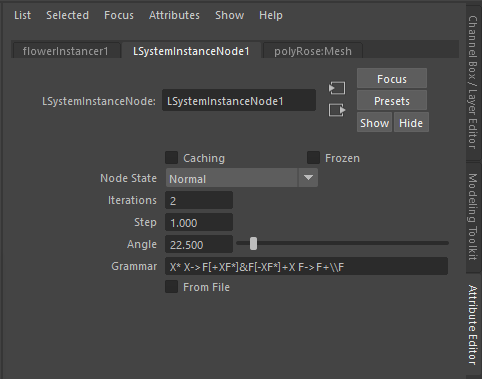 List Selected Focus Attributes Show Help
flowerInstancer1 LSystemInstanceNode1 polyRose:Mesh
LSystemInstanceNode: LSystemInstanceNode1
Focus
Presets
Show Hide
Caching Frozen
Node State Normal
Iterations 2
Step 1.000
Angle 22.500
Grammar X* X->F[+XF*]&F[-XF*]+X F->F+\\F
From File
Channel Box / Layer Editor
Modeling Toolkit
Attribute Editor